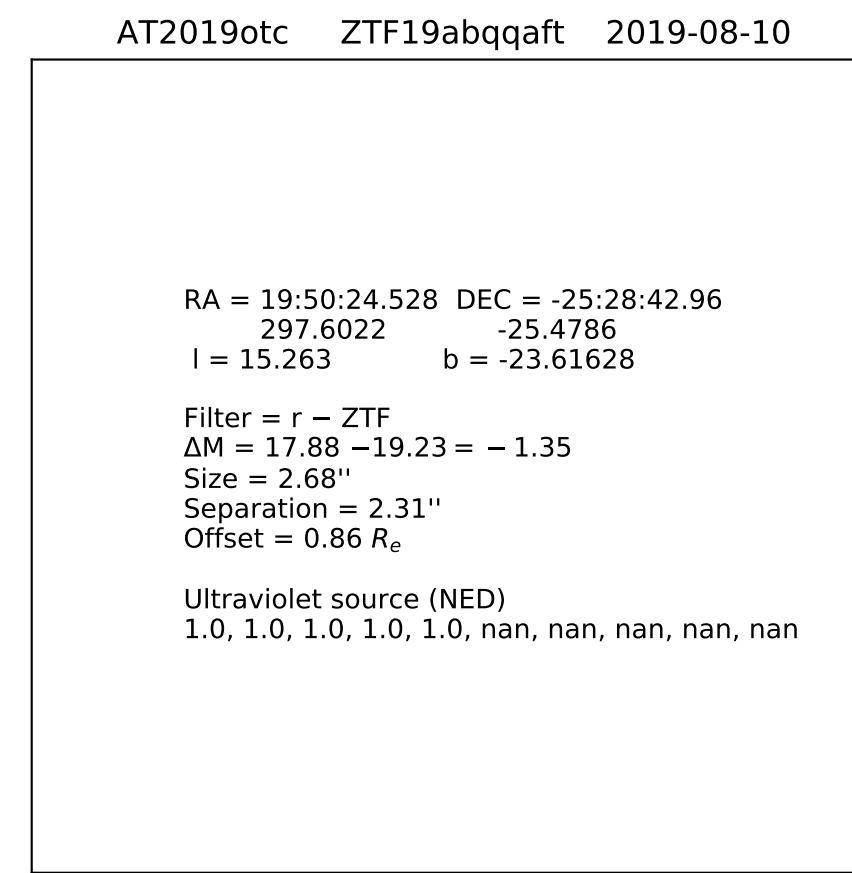 AT2019otc ZTF19abqqaft 2019-08-10
RA = 19:50:24.528 DEC = -25:28:42.96
297.6022 -25.4786
l = 15.263 b = -23.61628
Filter = r − ZTF
ΔM = 17.88 −19.23 = − 1.35
Size = 2.68''
Separation = 2.31''
Offset = 0.86 Re
Ultraviolet source (NED)
1.0, 1.0, 1.0, 1.0, 1.0, nan, nan, nan, nan, nan